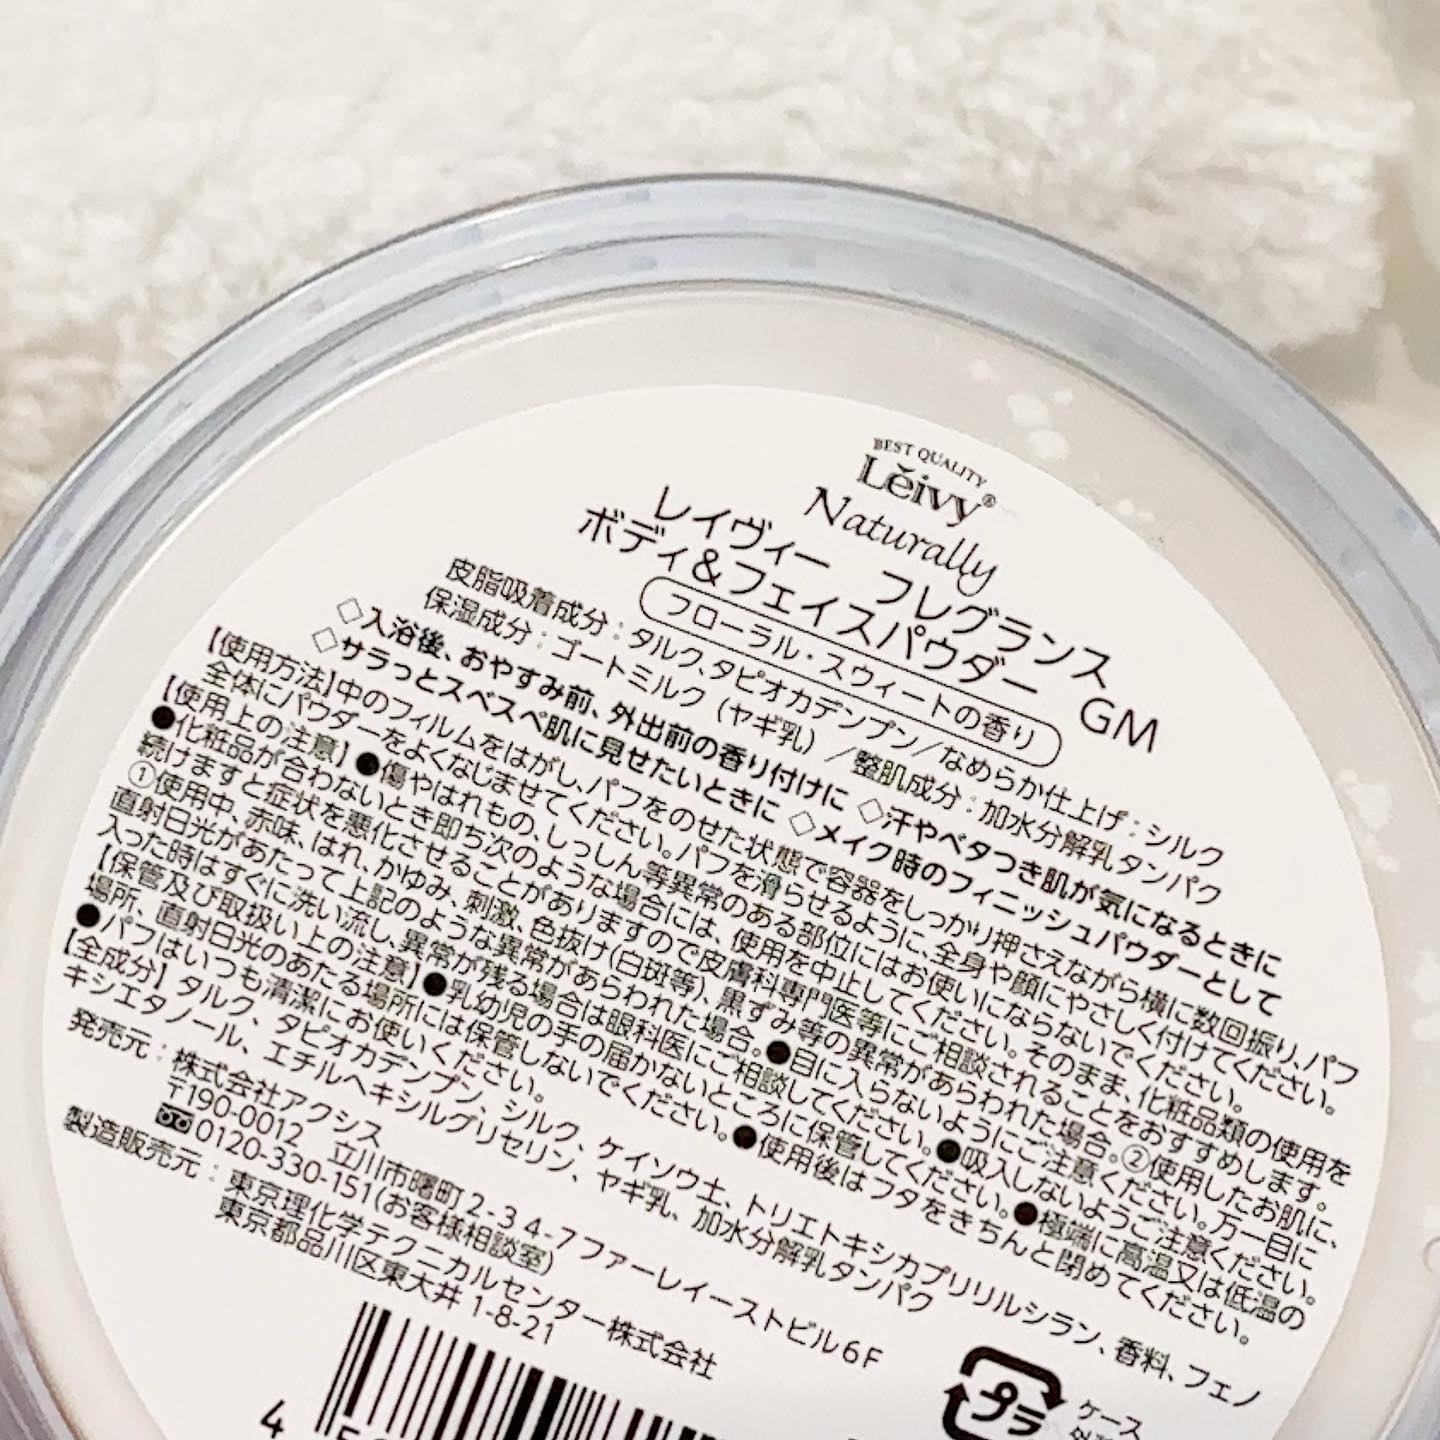 BEST QUALITY
Leivy®
Naturally
レイヴィー フレグランス
ボディ&フェイスパウダー GM
フローラル・スウィートの香り
皮脂吸着成分：タルク、タピオカデンプン/なめらか仕上げ：シルク
保湿成分：ゴートミルク(ヤギ乳)/整肌成分：加水分解乳タンパク
◇入浴後、おやすみ前、外出前の香り付けに ◇汗やベタつき肌が気になるときに
◇サラっとスベスベ肌に見せたいときに ◇メイク時のフィニッシュパウダーとして
【使用方法】中のフィルムをはがし、パフをのせた状態で容器をしっかり押さえながら横に数回振り、パフ
全体にパウダーをよくなじませてください。パフを滑らせるように、全身や顔にやさしく付けてください。
【使用上の注意】●傷やはれもの、しっしん等異常のある部位にはお使いにならないでください。
●化粧品が合わないとき即ち次のような場合には、使用を中止してください。そのまま、化粧品類の使用を
続けますと症状を悪化させることがありますので皮膚科専門医等にご相談されることをおすすめします。
①使用中、赤味、はれ、かゆみ、刺激、色抜け(白斑等)、黒ずみ等の異常があらわれた場合。②使用したお肌に、
直射日光があたって上記のような異常があらわれた場合。●目に入らないようにご注意ください。万一目に
入った時はすぐに洗い流し、異常が残る場合は眼科医にご相談してください。●吸入しないようご注意ください。
【保管及び取扱い上の注意】●乳幼児の手の届かないところに保管してください。●極端に高温又は低温の
場所、直射日光のあたる場所には保管しないでください。●使用後はフタをきちんと閉めてください。
●パフはいつも清潔にお使いください。
【全成分】タルク、タピオカデンプン、シルク、ケイソウ土、トリエトキシカプリリルシラン、香料、フェノ
キシエタノール、エチルヘキシルグリセリン、ヤギ乳、加水分解乳タンパク
発売元：株式会社アクシス
〒190-0012 立川市曙町2-34-7ファーレイーストビル6F
0120-330-151(お客様相談室)
製造販売元：東京理化学テクニカルセンター株式会社
東京都品川区東大井1-8-21
プラ
ケース
4